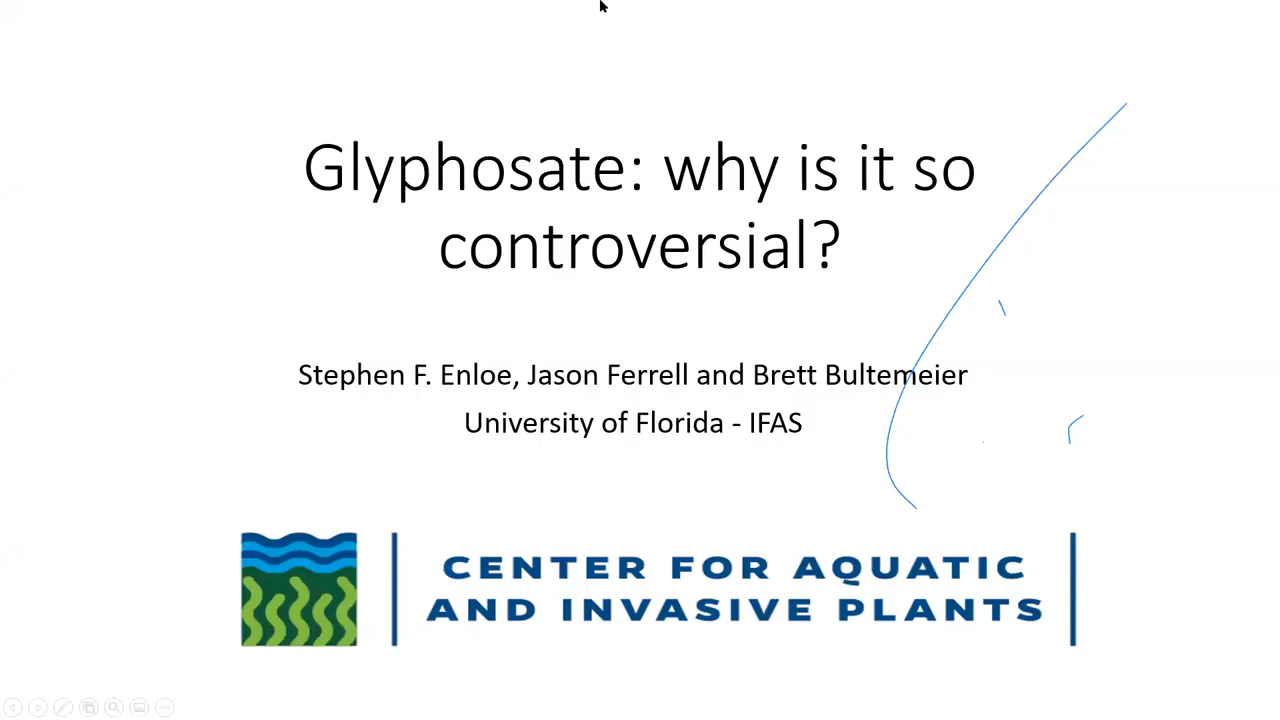 Glyphosate: why is it so
controversial?
Stephen F. Enloe, Jason Ferrell and Brett Bultemeier
University of Florida - IFAS
CENTER FOR AQUATIC
AND INVASIVE PLANTS